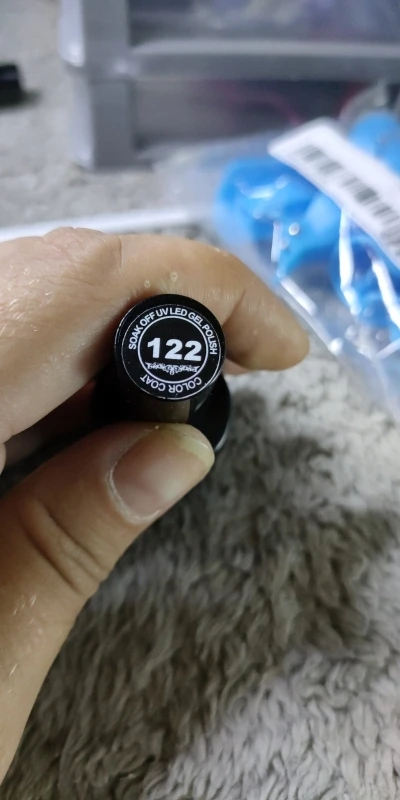 SOAK OFF UV LED GEL POLISH
122
COLOR COAT